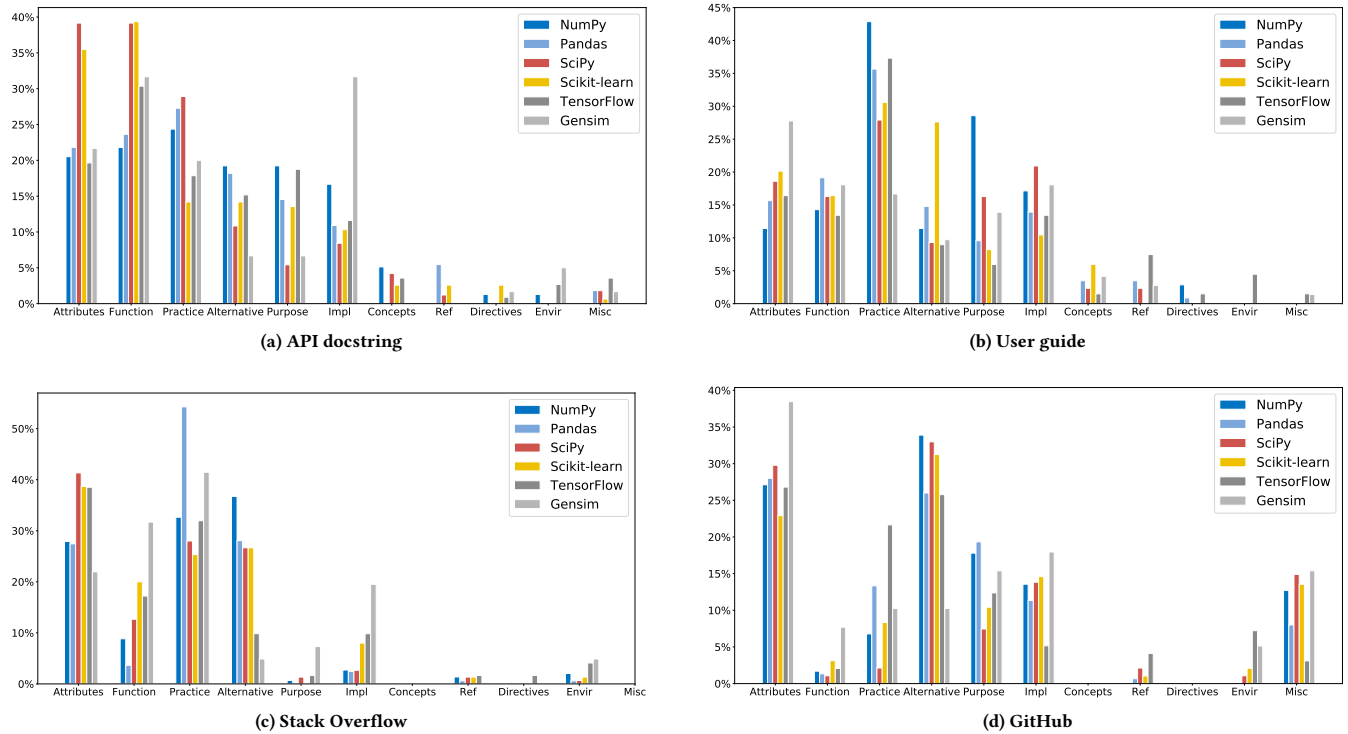 40%
35%
30%
25%
20%
15%
10%
5%
0%
NumPy
Pandas
SciPy
Scikit-learn
TensorFlow
Gensim
Attributes Function Practice Alternative Purpose Impl Concepts Ref Directives Envir Misc
(a) API docstring
45%
40%
35%
30%
25%
20%
15%
10%
5%
0%
NumPy
Pandas
SciPy
Scikit-learn
TensorFlow
Gensim
Attributes Function Practice Alternative Purpose Impl Concepts Ref Directives Envir Misc
(b) User guide
50%
40%
30%
20%
10%
0%
NumPy
Pandas
SciPy
Scikit-learn
TensorFlow
Gensim
Attributes Function Practice Alternative Purpose Impl Concepts Ref Directives Envir Misc
(c) Stack Overflow
40%
35%
30%
25%
20%
15%
10%
5%
0%
NumPy
Pandas
SciPy
Scikit-learn
TensorFlow
Gensim
Attributes Function Practice Alternative Purpose Impl Concepts Ref Directives Envir Misc
(d) GitHub